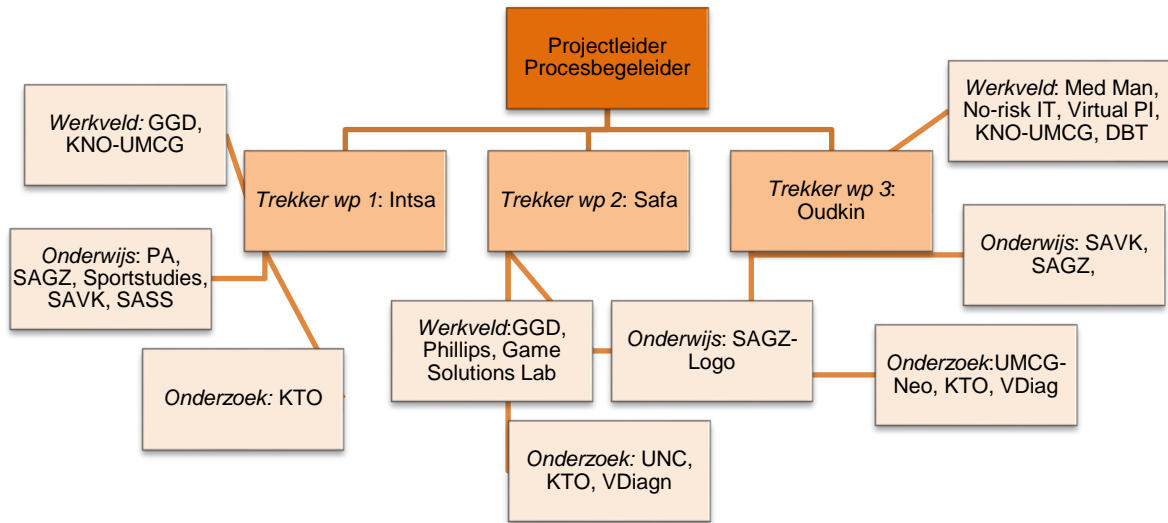 Projectleider
Procesbegeleider
Werkveld: GGD,
KNO-UMCG
Werkveld: Med Man,
No-risk IT, Virtual PI,
KNO-UMCG, DBT
Trekker wp 1: Intsa
Trekker wp 2: Safa
Trekker wp 3:
Oudkin
Onderwijs: PA,
SAGZ, Sportstudies,
SAVK, SASS
Onderwijs: SAVK,
SAGZ,
Werkveld:GGD,
Phillips, Game
Solutions Lab
Onderwijs: SAGZ-
Logo
Onderzoek: KTO
Onderzoek:UMCG-
Neo, KTO, VDiag
Onderzoek: UNC,
KTO, VDiagn